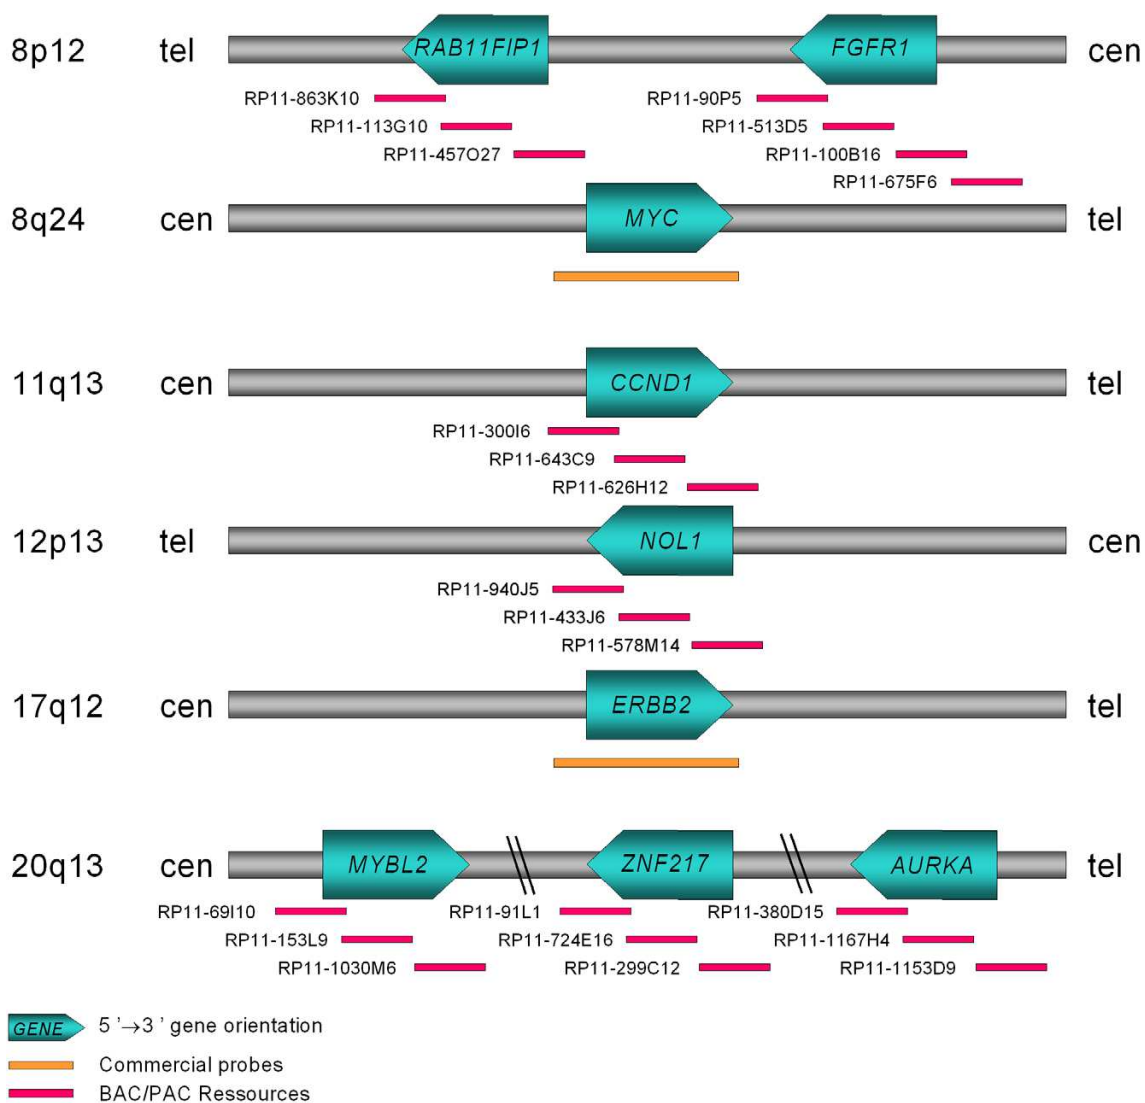 8p12 tel RAB11FIP1 FGFR1 cen
RP11-863K10 RP11-90P5
RP11-113G10 RP11-513D5
RP11-457O27 RP11-100B16
RP11-675F6
8q24 cen MYC tel
11q13 cen CCND1 tel
RP11-300I6
RP11-643C9
RP11-626H12
12p13 tel NOL1 cen
RP11-940J5
RP11-433J6
RP11-578M14
17q12 cen ERBB2 tel
20q13 cen MYBL2 ZNF217 AURKA tel
RP11-69I10 RP11-91L1 RP11-380D15
RP11-153L9 RP11-724E16 RP11-1167H4
RP11-1030M6 RP11-299C12 RP11-1153D9
GENE 5 '→3 ' gene orientation
Commercial probes
BAC/PAC Ressources